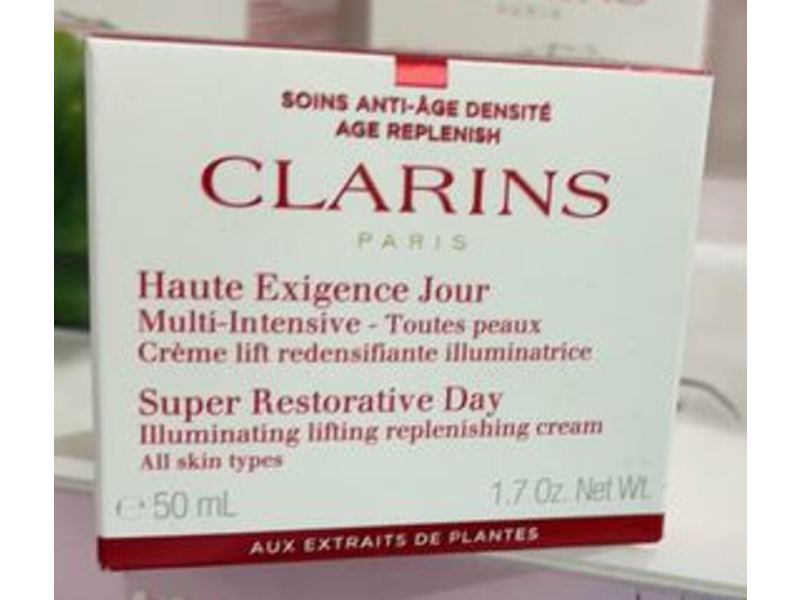 SOINS ANTI-ÂGE DENSITÉ
AGE REPLENISH
CLARINS
PARIS
Haute Exigence Jour
Multi-Intensive - Toutes peaux
Crème lift redensifiante illuminatrice
Super Restorative Day
Illuminating lifting replenishing cream
All skin types
℮ 50 mL
1.7 Oz. Net Wt.
AUX EXTRAITS DE PLANTES
PARIS